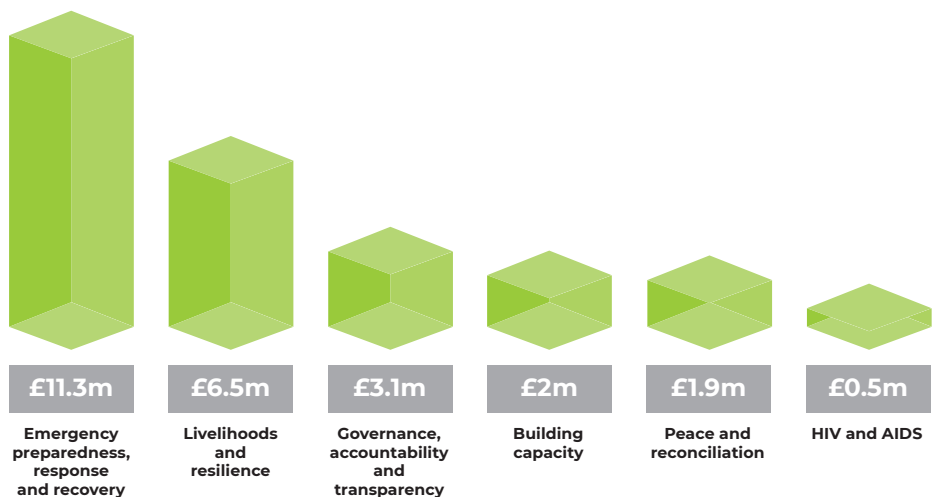 £11.3m
Emergency
preparedness,
response
and recovery
£6.5m
Livelihoods
and
resilience
£3.1m
Governance,
accountability
and
transparency
£2m
Building
capacity
£1.9m
Peace and
reconciliation
£0.5m
HIV and AIDS